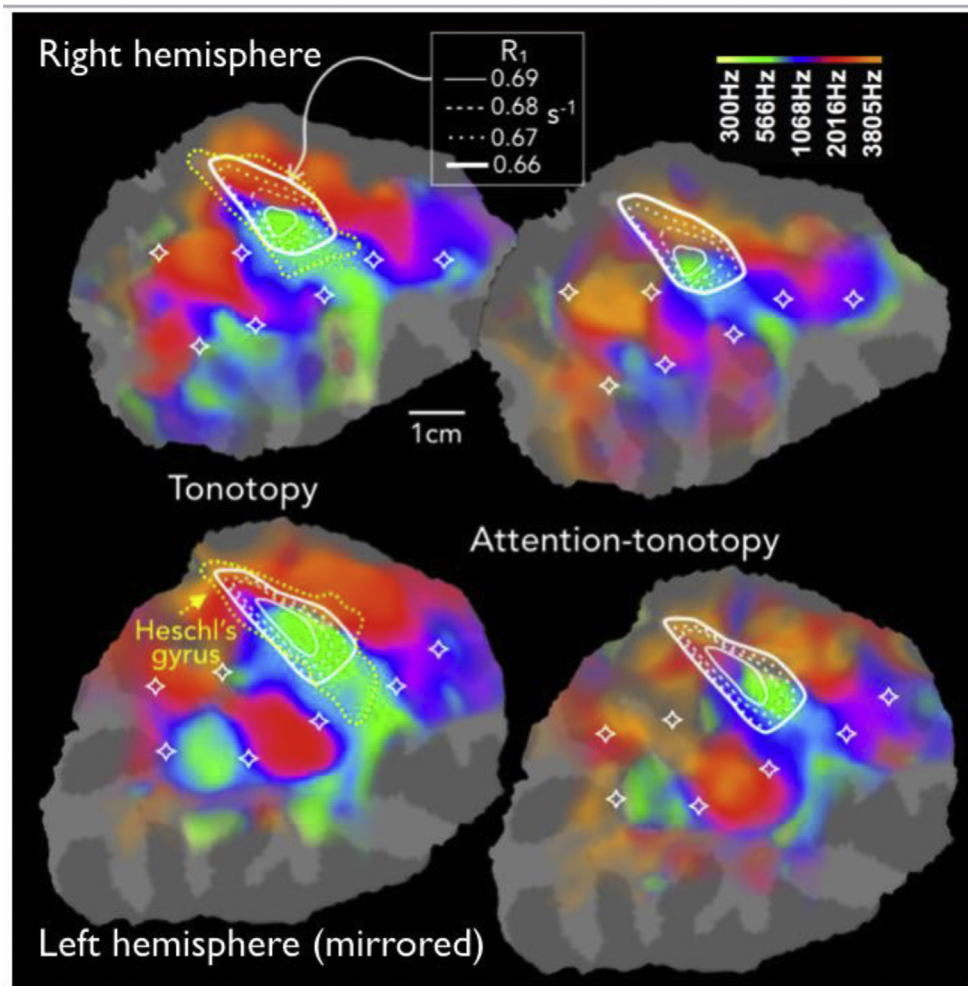 Right hemisphere
R₁
0.69
0.68 s⁻¹
0.67
0.66
300Hz
566Hz
1068Hz
2016Hz
3805Hz
1cm
Tonotopy
Attention-tonotopy
Heschl's
gyrus
Left hemisphere (mirrored)